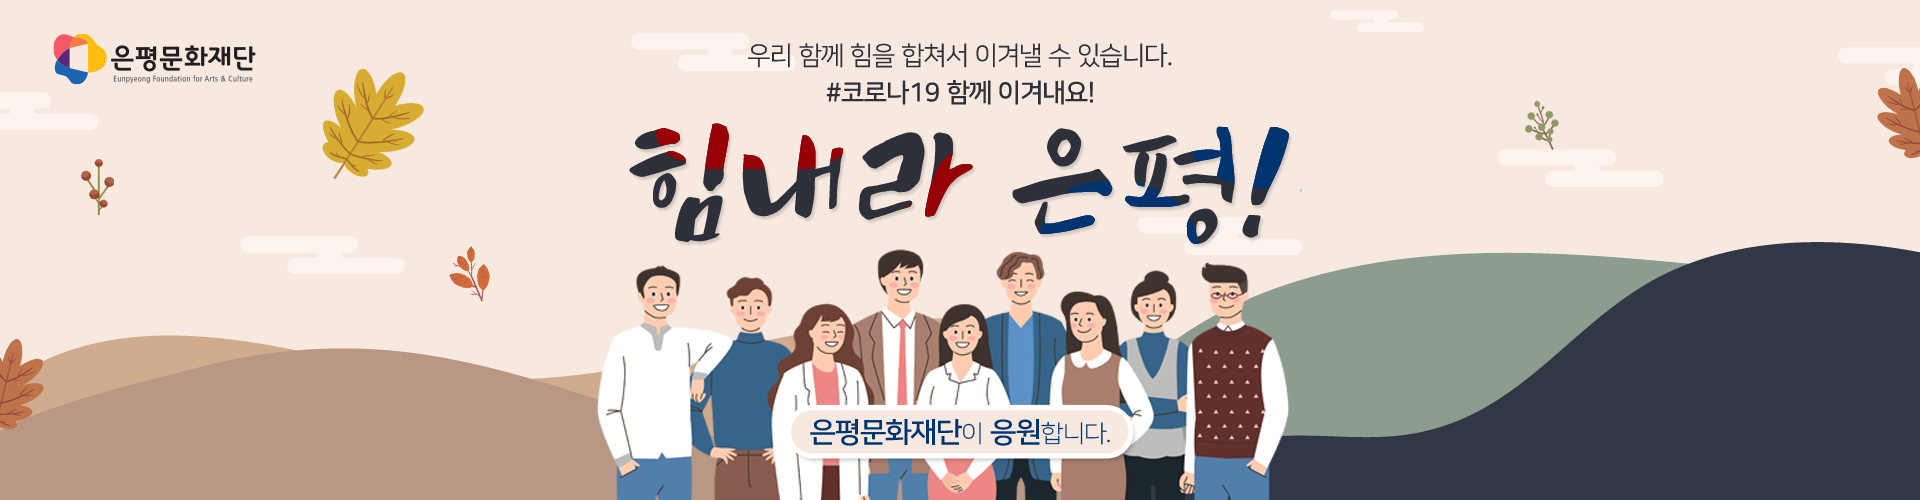 은평문화재단
Eunpyeong Foundation for Arts & Culture
우리 함께 힘을 합쳐서 이겨낼 수 있습니다.
#코로나19 함께 이겨내요!
힘내라 은평!
은평문화재단이 응원합니다.